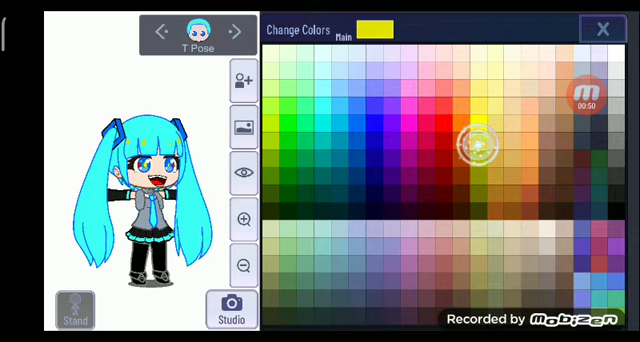 T Pose
Change Colors
Main
X
00:50
Stand
Studio
Recorded by MOBIZEN